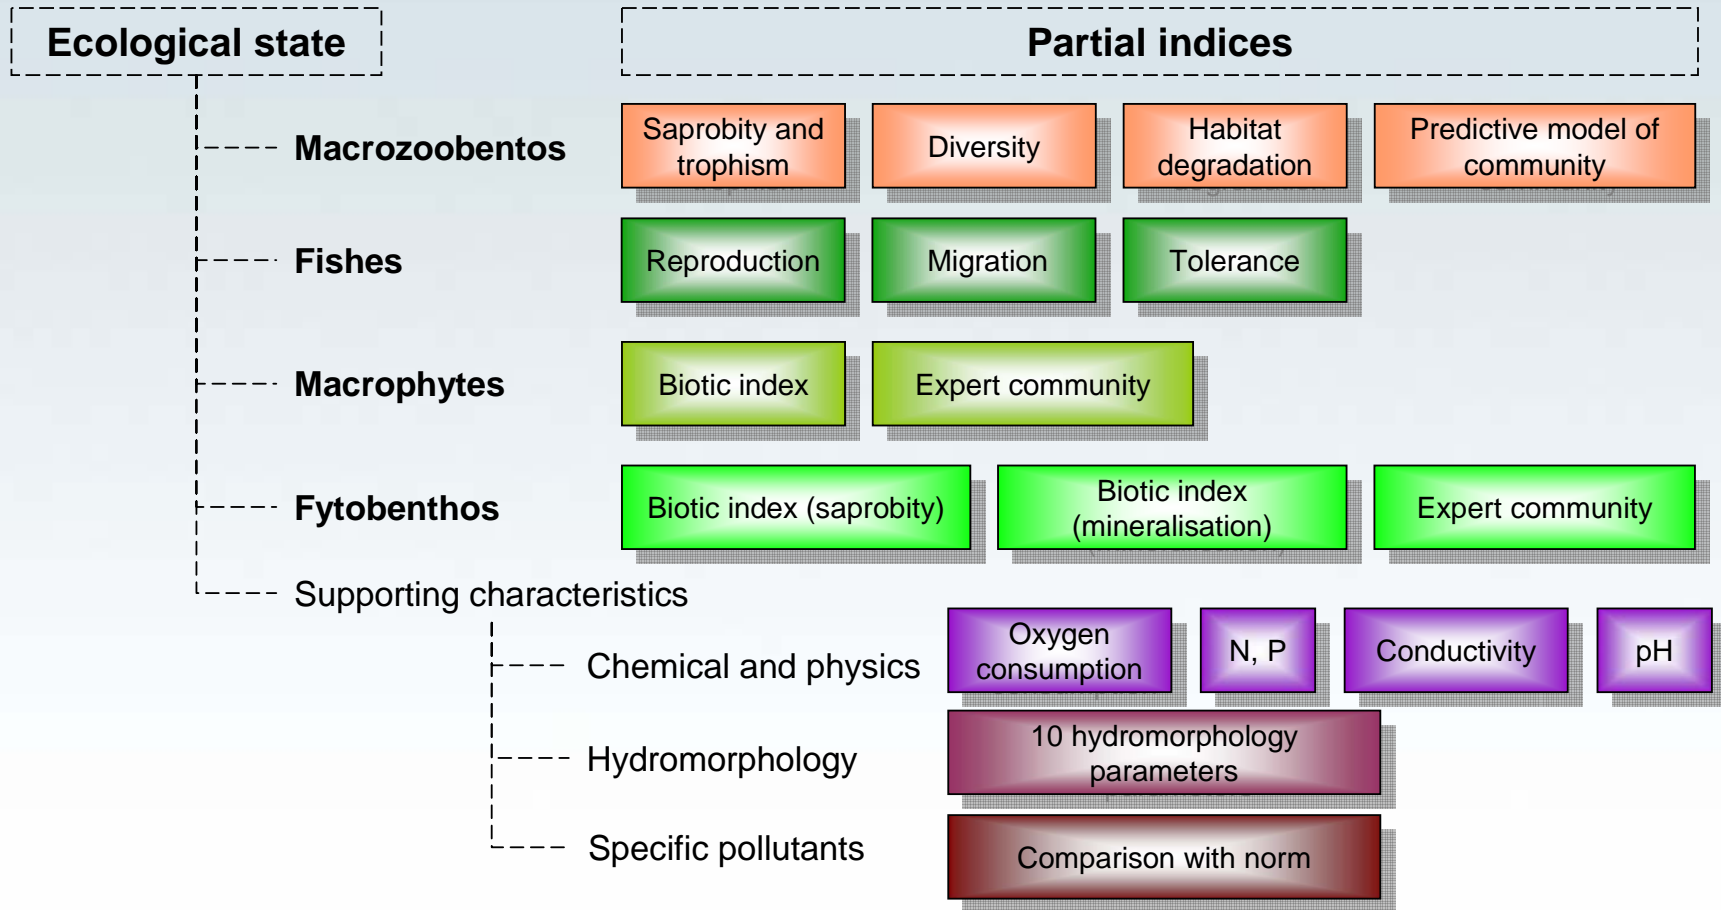 Ecological state
Partial indices
Macrozoobentos
Saprobity and
trophism
Diversity
Habitat
degradation
Predictive model of
community
Fishes
Reproduction
Migration
Tolerance
Macrophytes
Biotic index
Expert community
Fytobenthos
Biotic index (saprobity)
Biotic index
(mineralisation)
Expert community
Supporting characteristics
Chemical and physics
Oxygen
consumption
N, P
Conductivity
pH
Hydromorphology
10 hydromorphology
parameters
Specific pollutants
Comparison with norm